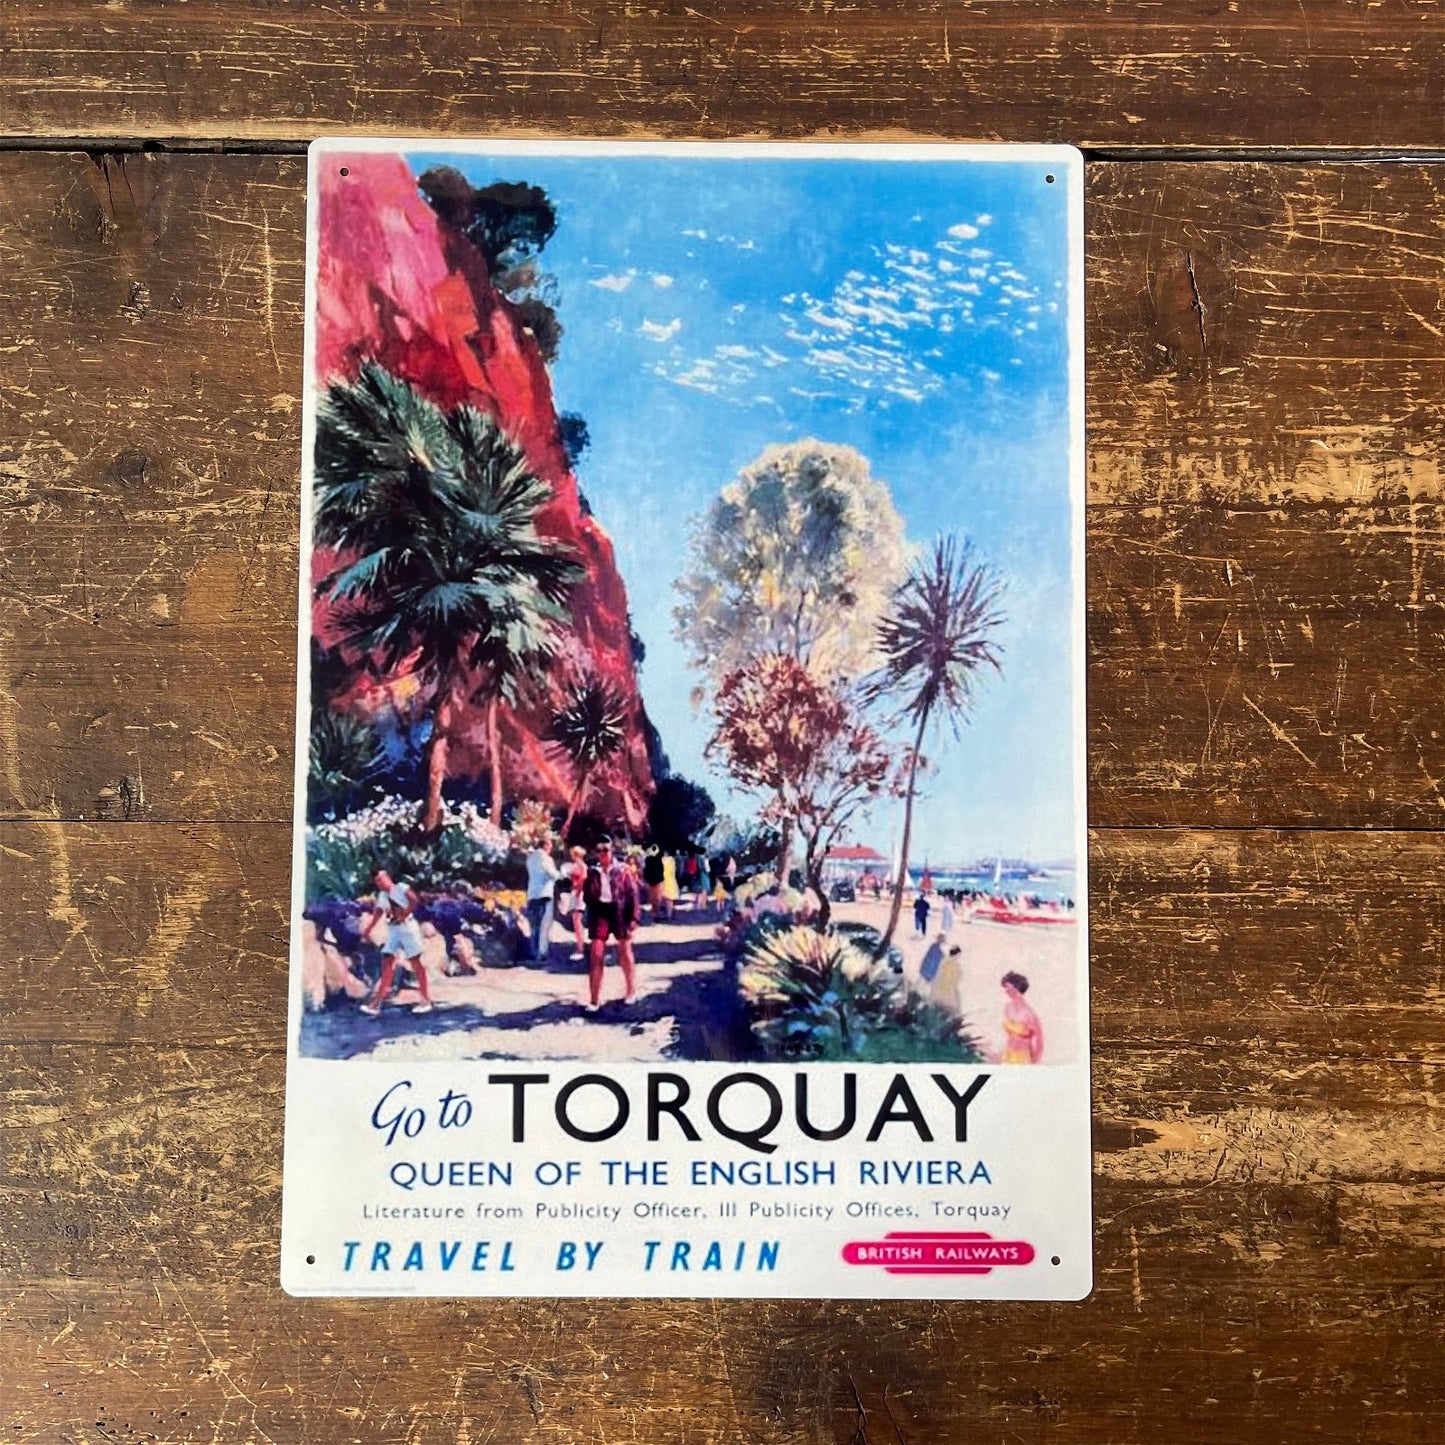 Go to TORQUAY
QUEEN OF THE ENGLISH RIVIERA
Literature from Publicity Officer, III Publicity Offices, Torquay
TRAVEL BY TRAIN
BRITISH RAILWAYS